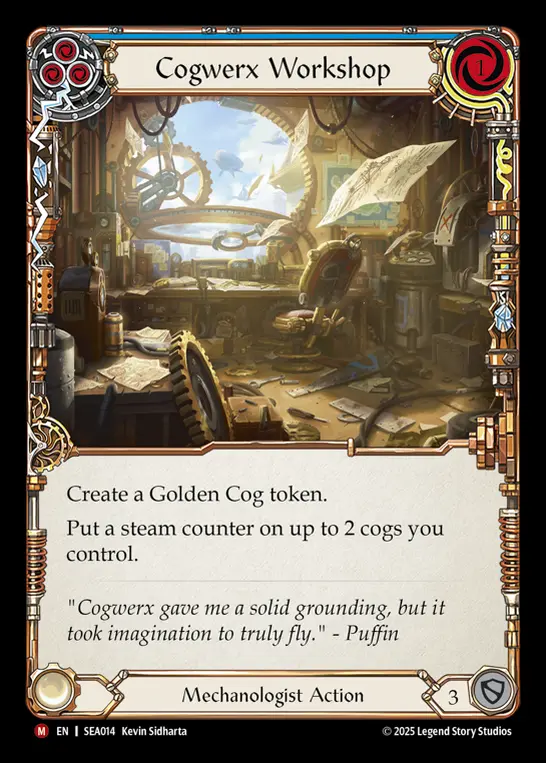 Cogwerx Workshop
1
Create a Golden Cog token.
Put a steam counter on up to 2 cogs you
control.
"Cogwerx gave me a solid grounding, but it
took imagination to truly fly." - Puffin
Mechanologist Action
3
M EN | SEA014 Kevin Sidharta
© 2025 Legend Story Studios